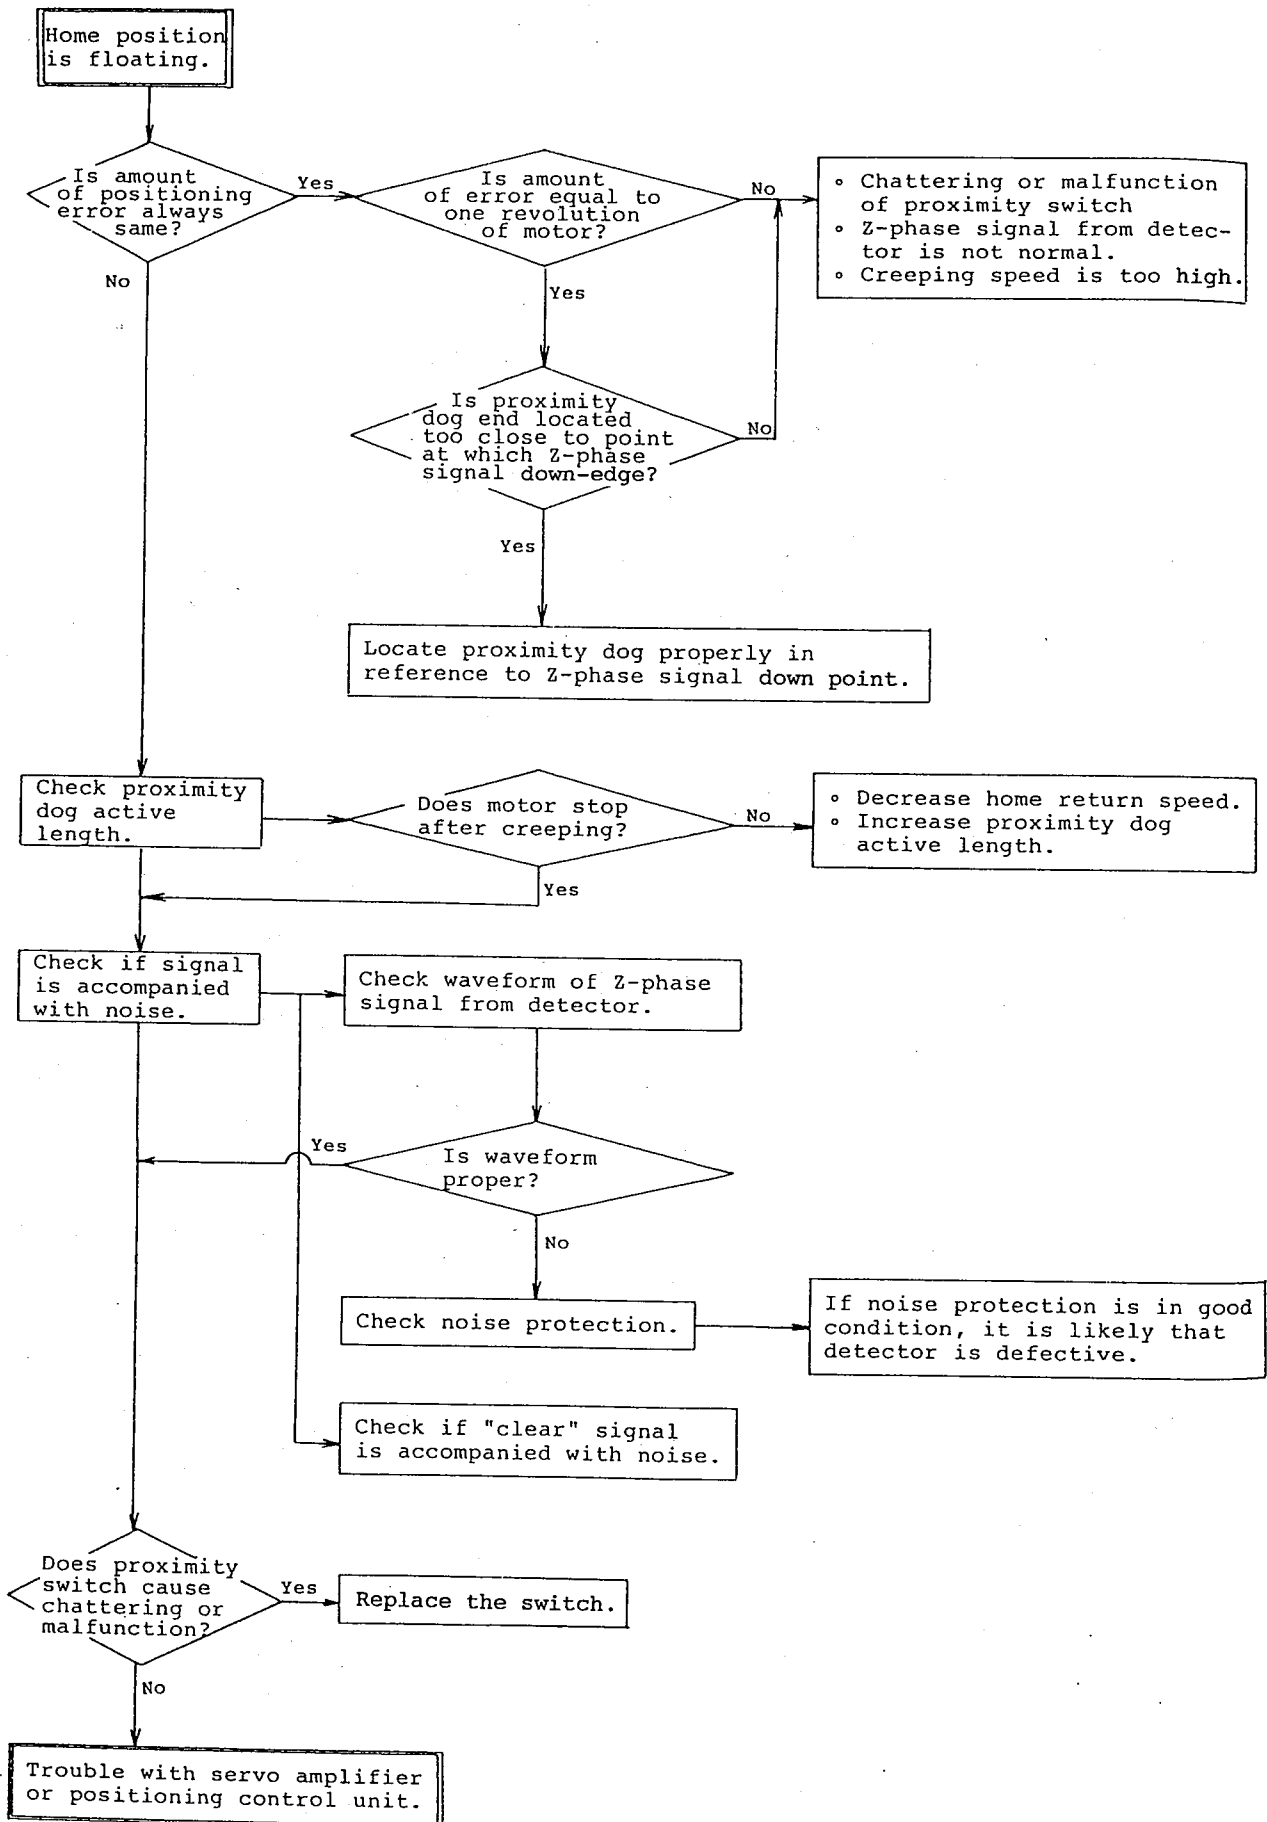 Home position
is floating.
Is amount
of positioning
error always
same?
Yes
Is amount
of error equal to
one revolution
of motor?
No
° Chattering or malfunction
of proximity switch
° Z-phase signal from detec-
tor is not normal.
° Creeping speed is too high.
No
Yes
Is proximity
dog end located
too close to point
at which Z-phase
signal down-edge?
No
Yes
Locate proximity dog properly in
reference to Z-phase signal down point.
Check proximity
dog active
length.
Does motor stop
after creeping?
No
° Decrease home return speed.
° Increase proximity dog
active length.
Yes
Check if signal
is accompanied
with noise.
Check waveform of Z-phase
signal from detector.
Yes
Is waveform
proper?
No
Check noise protection.
If noise protection is in good
condition, it is likely that
detector is defective.
Check if "clear" signal
is accompanied with noise.
Does proximity
switch cause
chattering or
malfunction?
Yes
Replace the switch.
No
Trouble with servo amplifier
or positioning control unit.